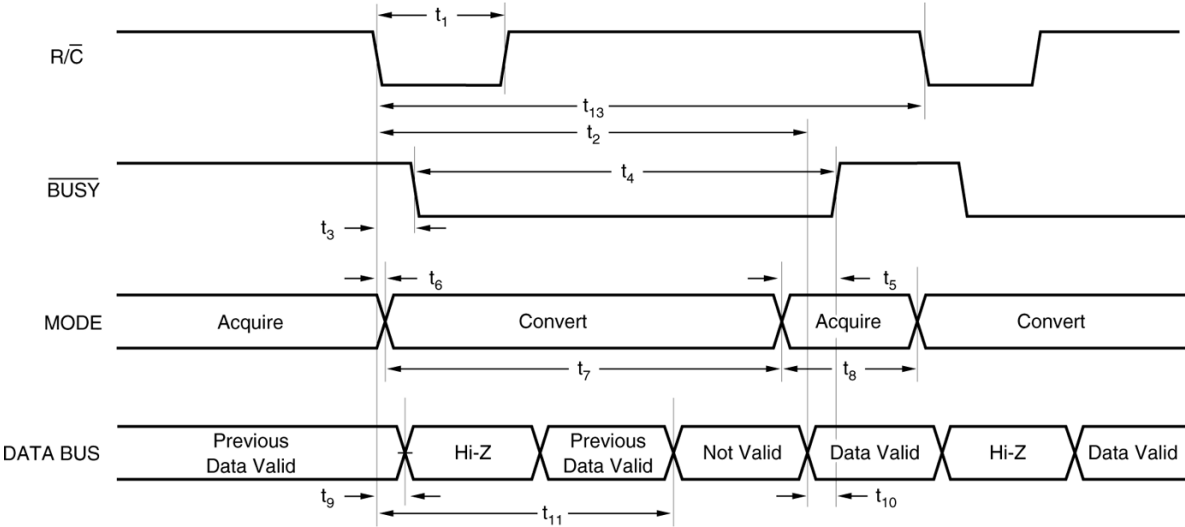 t1
R/C̅
t13
t2
B̅U̅S̅Y̅
t4
t3
t6
t5
MODE
Acquire
Convert
Acquire
Convert
t7
t8
DATA BUS
Previous
Data Valid
Hi-Z
Previous
Data Valid
Not Valid
Data Valid
Hi-Z
Data Valid
t9
t10
t11